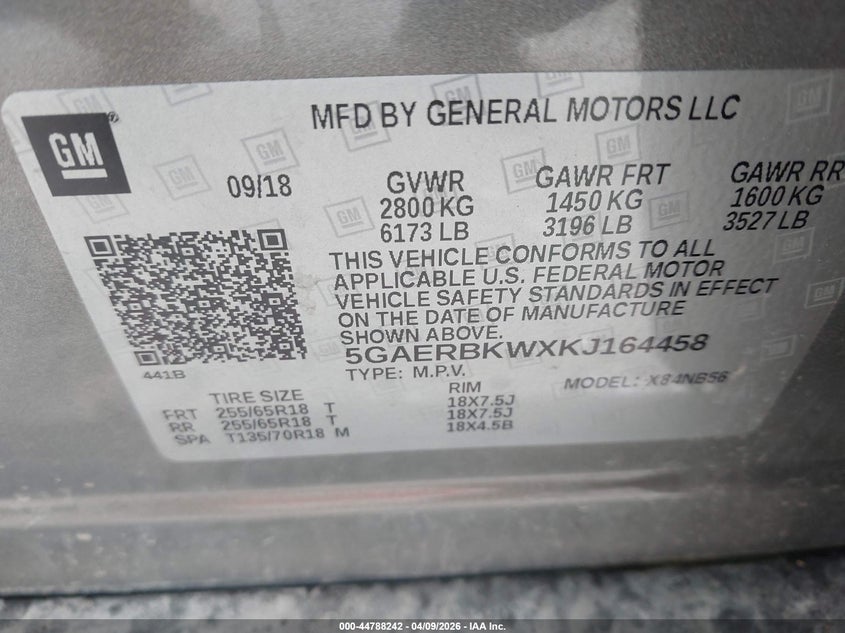 GM
MFD BY GENERAL MOTORS LLC
09/18
GVWR
2800 KG
6173 LB
GAWR FRT
1450 KG
3196 LB
GAWR RR
1600 KG
3527 LB
THIS VEHICLE CONFORMS TO ALL
APPLICABLE U.S. FEDERAL MOTOR
VEHICLE SAFETY STANDARDS IN EFFECT
ON THE DATE OF MANUFACTURE
SHOWN ABOVE.
5GAERBKWXKJ164458
441B
TYPE: M.P.V.
MODEL: X84NB56
TIRE SIZE RIM
FRT 255/65R18 T 18X7.5J
RR 255/65R18 T 18X7.5J
SPA T135/70R18 M 18X4.5B
000-44788242 | 04/09/2026 - IAA Inc.